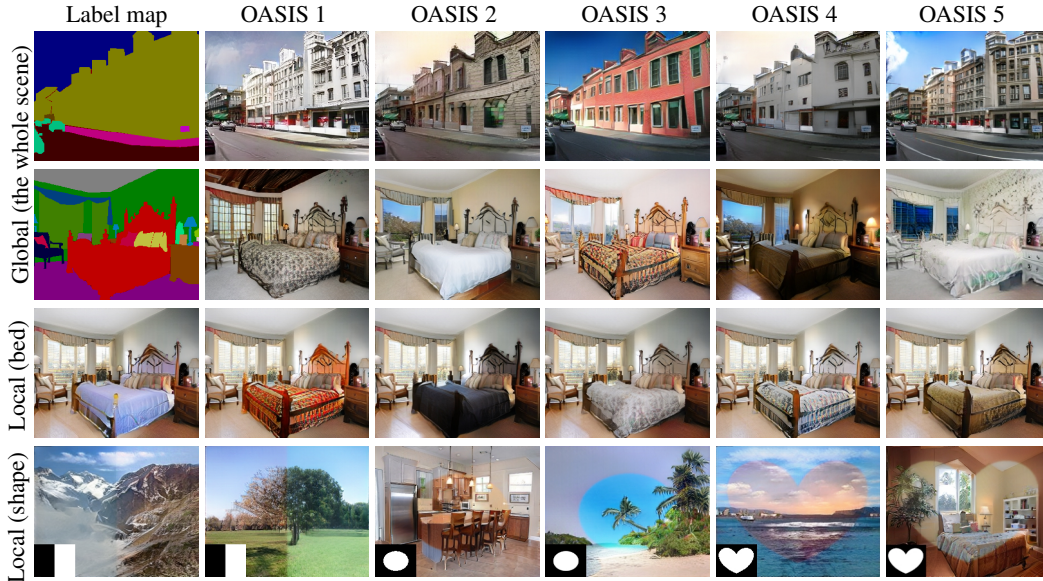 Label map OASIS 1 OASIS 2 OASIS 3 OASIS 4 OASIS 5
Global (the whole scene)
Local (bed)
Local (shape)